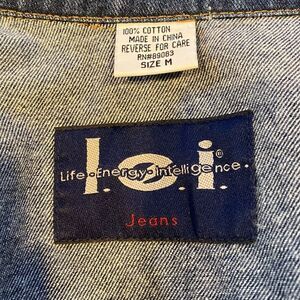 100% COTTON
MADE IN CHINA
REVERSE FOR CARE
RN#89083
SIZE M
l.e.i.®
Life•Energy•Intelligence•
Jeans